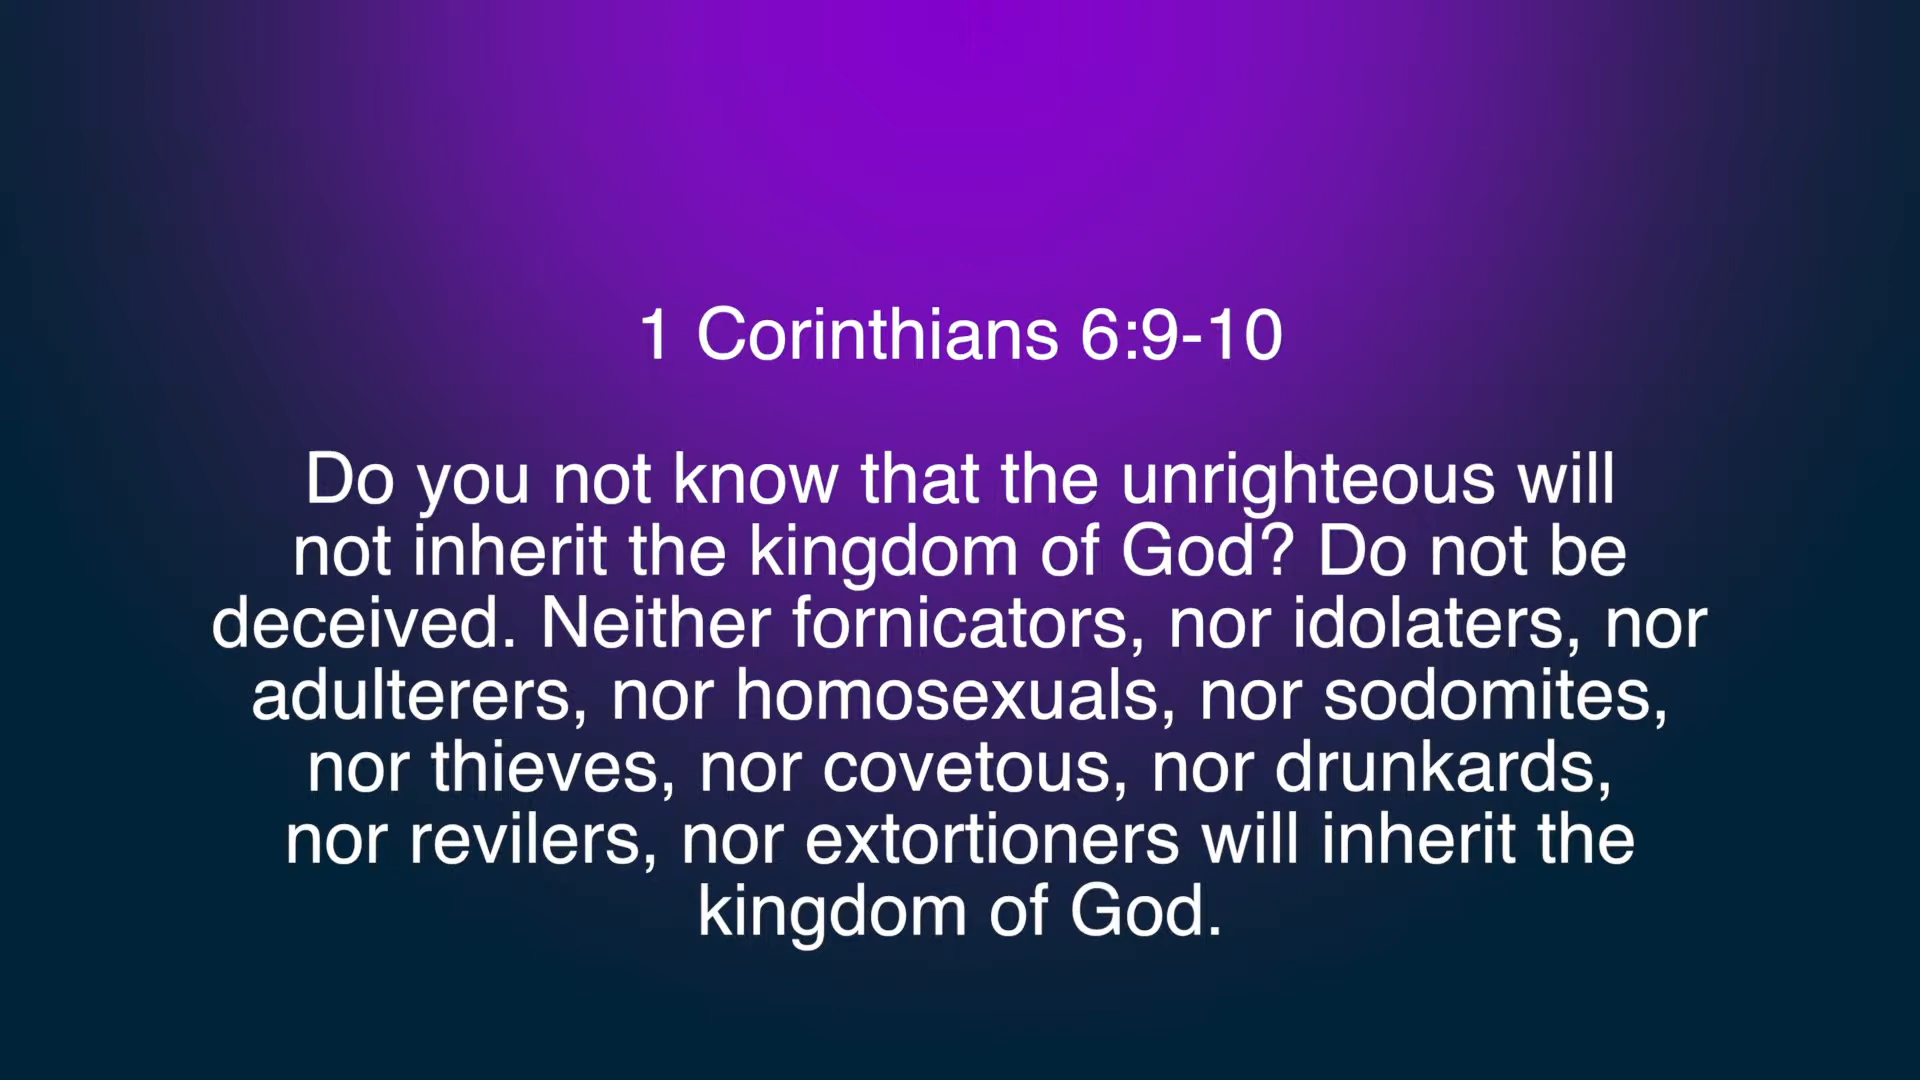 1 Corinthians 6:9-10
Do you not know that the unrighteous will
not inherit the kingdom of God? Do not be
deceived. Neither fornicators, nor idolaters, nor
adulterers, nor homosexuals, nor sodomites,
nor thieves, nor covetous, nor drunkards,
nor revilers, nor extortioners will inherit the
kingdom of God.